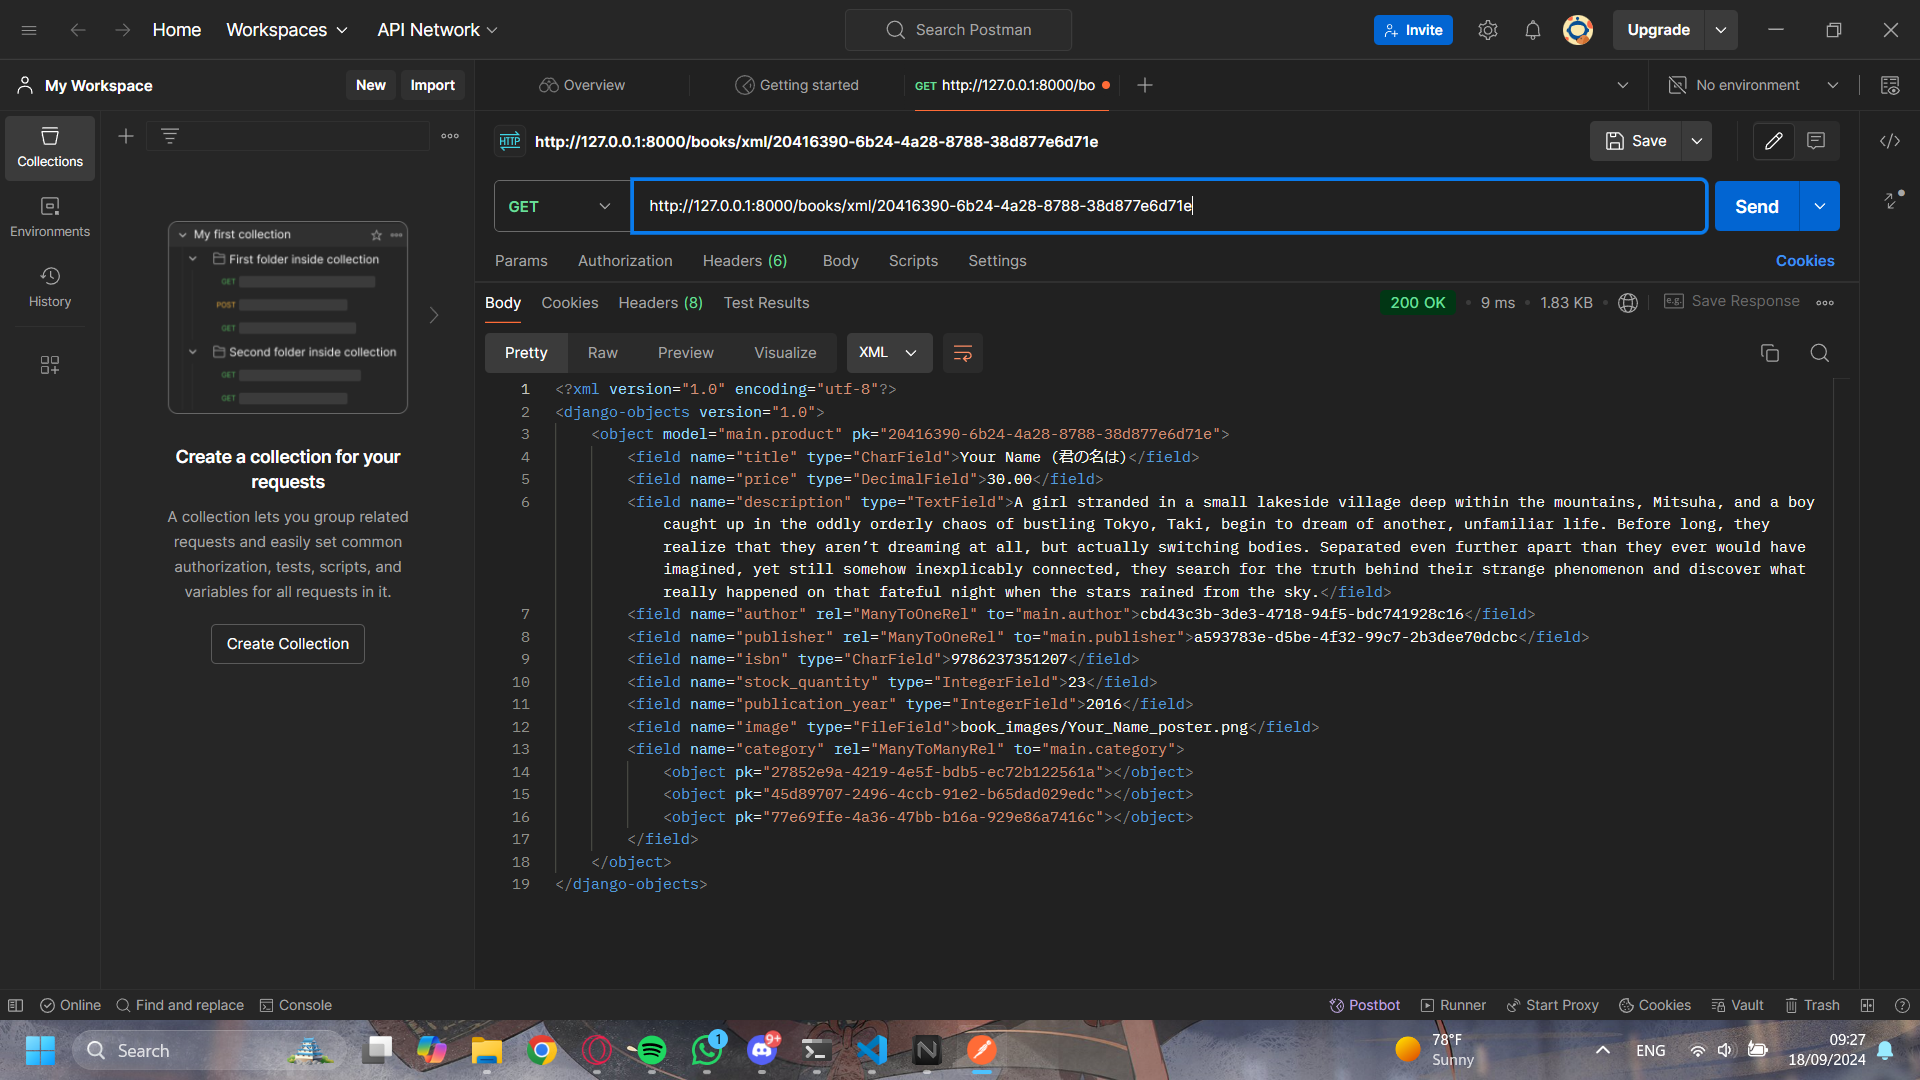 Home
Workspaces
API Network
Search Postman
Invite
Upgrade
My Workspace
New
Import
Overview
Getting started
GET http://127.0.0.1:8000/bo
No environment
Collections
Environments
History
http://127.0.0.1:8000/books/xml/20416390-6b24-4a28-8788-38d877e6d71e
Save
GET
http://127.0.0.1:8000/books/xml/20416390-6b24-4a28-8788-38d877e6d71e
Send
Params
Authorization
Headers (6)
Body
Scripts
Settings
Cookies
Body
Cookies
Headers (8)
Test Results
200 OK
9 ms
1.83 KB
e.g.
Save Response
Pretty
Raw
Preview
Visualize
XML
My first collection
First folder inside collection
GET
POST
GET
Second folder inside collection
GET
GET
Create a collection for your
requests
A collection lets you group related
requests and easily set common
authorization, tests, scripts, and
variables for all requests in it.
Create Collection
1 <?xml version="1.0" encoding="utf-8"?>
2 <django-objects version="1.0">
3 <object model="main.product" pk="20416390-6b24-4a28-8788-38d877e6d71e">
4 <field name="title" type="CharField">Your Name (君の名は)</field>
5 <field name="price" type="DecimalField">30.00</field>
6 <field name="description" type="TextField">A girl stranded in a small lakeside village deep within the mountains, Mitsuha, and a boy
caught up in the oddly orderly chaos of bustling Tokyo, Taki, begin to dream of another, unfamiliar life. Before long, they
realize that they aren’t dreaming at all, but actually switching bodies. Separated even further apart than they ever would have
imagined, yet still somehow inexplicably connected, they search for the truth behind their strange phenomenon and discover what
really happened on that fateful night when the stars rained from the sky.</field>
7 <field name="author" rel="ManyToOneRel" to="main.author">cbd43c3b-3de3-4718-94f5-bdc741928c16</field>
8 <field name="publisher" rel="ManyToOneRel" to="main.publisher">a593783e-d5be-4f32-99c7-2b3dee70dcbc</field>
9 <field name="isbn" type="CharField">9786237351207</field>
10 <field name="stock_quantity" type="IntegerField">23</field>
11 <field name="publication_year" type="IntegerField">2016</field>
12 <field name="image" type="FileField">book_images/Your_Name_poster.png</field>
13 <field name="category" rel="ManyToManyRel" to="main.category">
14 <object pk="27852e9a-4219-4e5f-bdb5-ec72b122561a"></object>
15 <object pk="45d89707-2496-4ccb-91e2-b65dad029edc"></object>
16 <object pk="77e69ffe-4a36-47bb-b16a-929e86a7416c"></object>
17 </field>
18 </object>
19 </django-objects>
Online
Find and replace
Console
Postbot
Runner
Start Proxy
Cookies
Vault
Trash
Search
1
9+
78°F
Sunny
ENG
09:27
18/09/2024